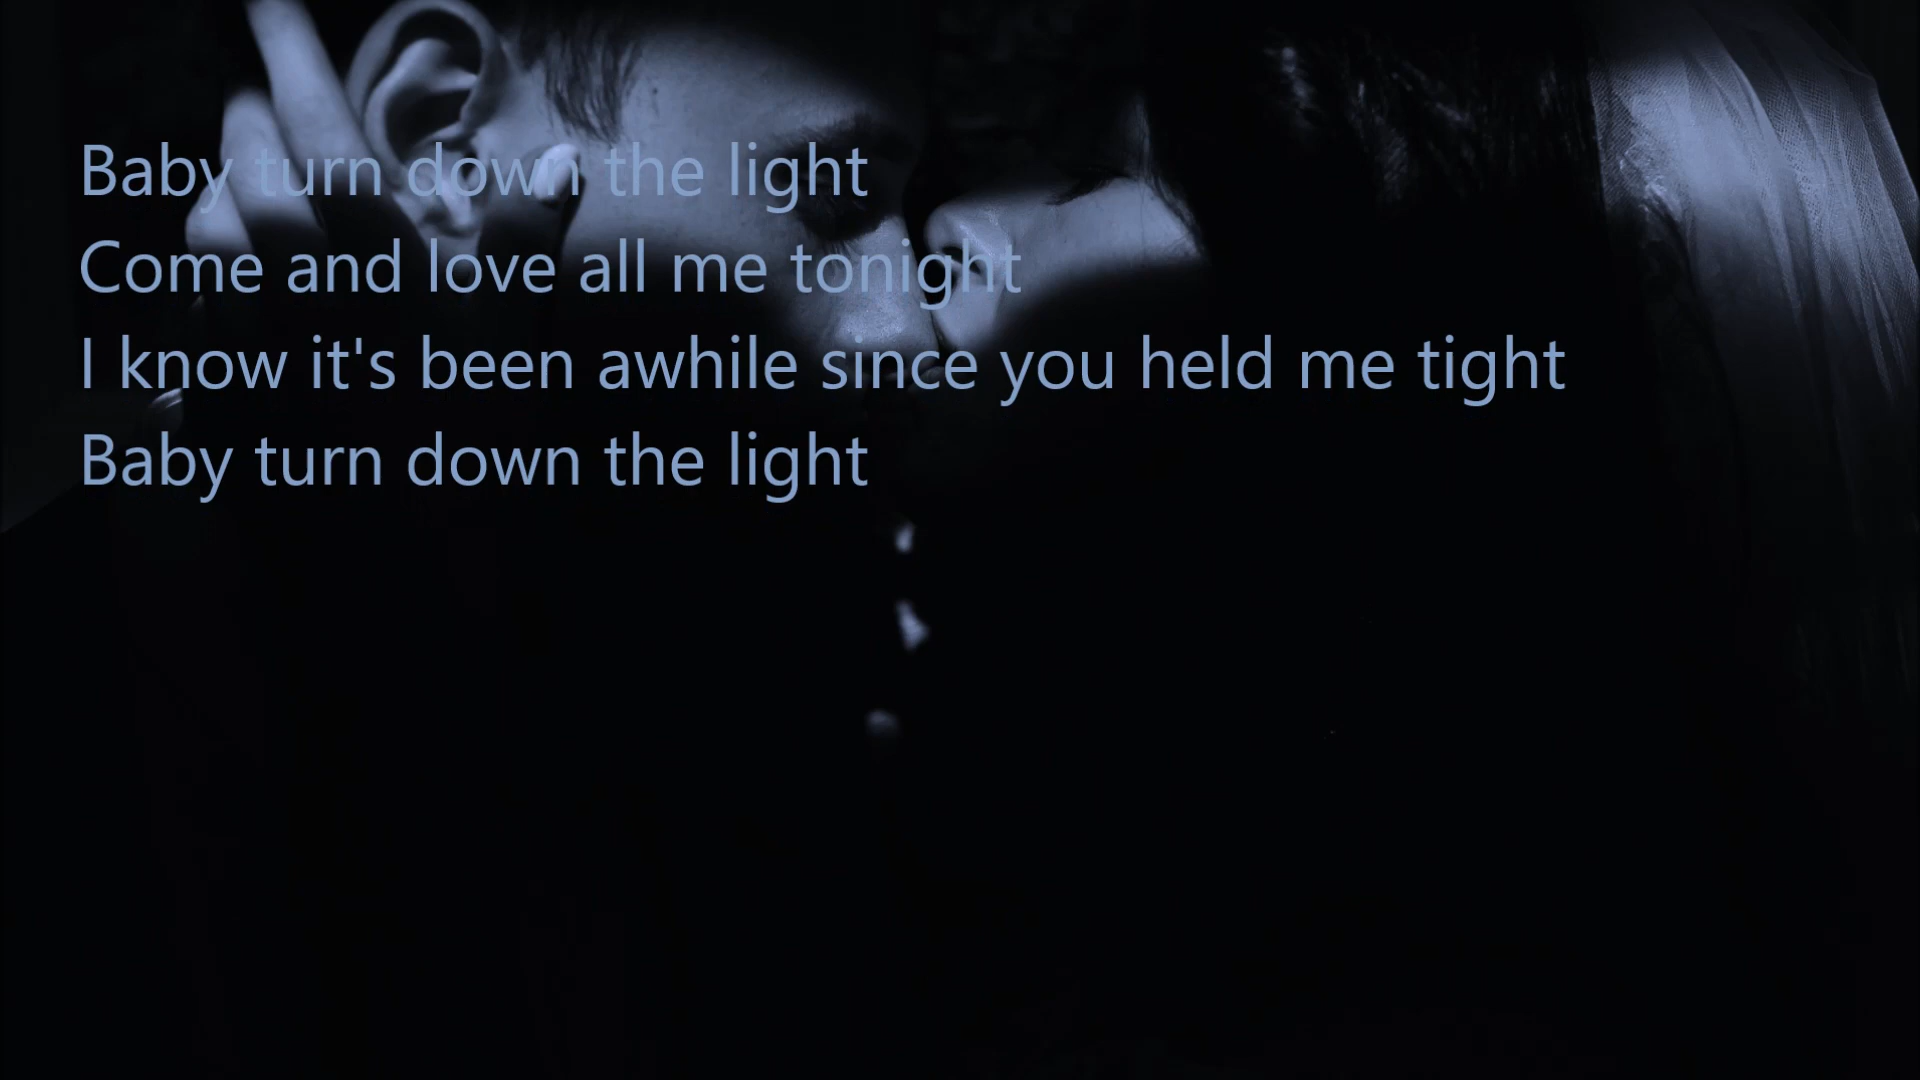 Baby turn down the light
Come and love all me tonight
I know it's been awhile since you held me tight
Baby turn down the light